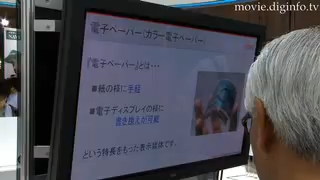 movie.diginfo.tv
電子ペーパー:カラー電子ペーパー
『電子ペーパー』とは・・・
■紙の様に手軽
■電子ディスプレイの様に
書き換えが可能
という特長をもった表示媒体です。